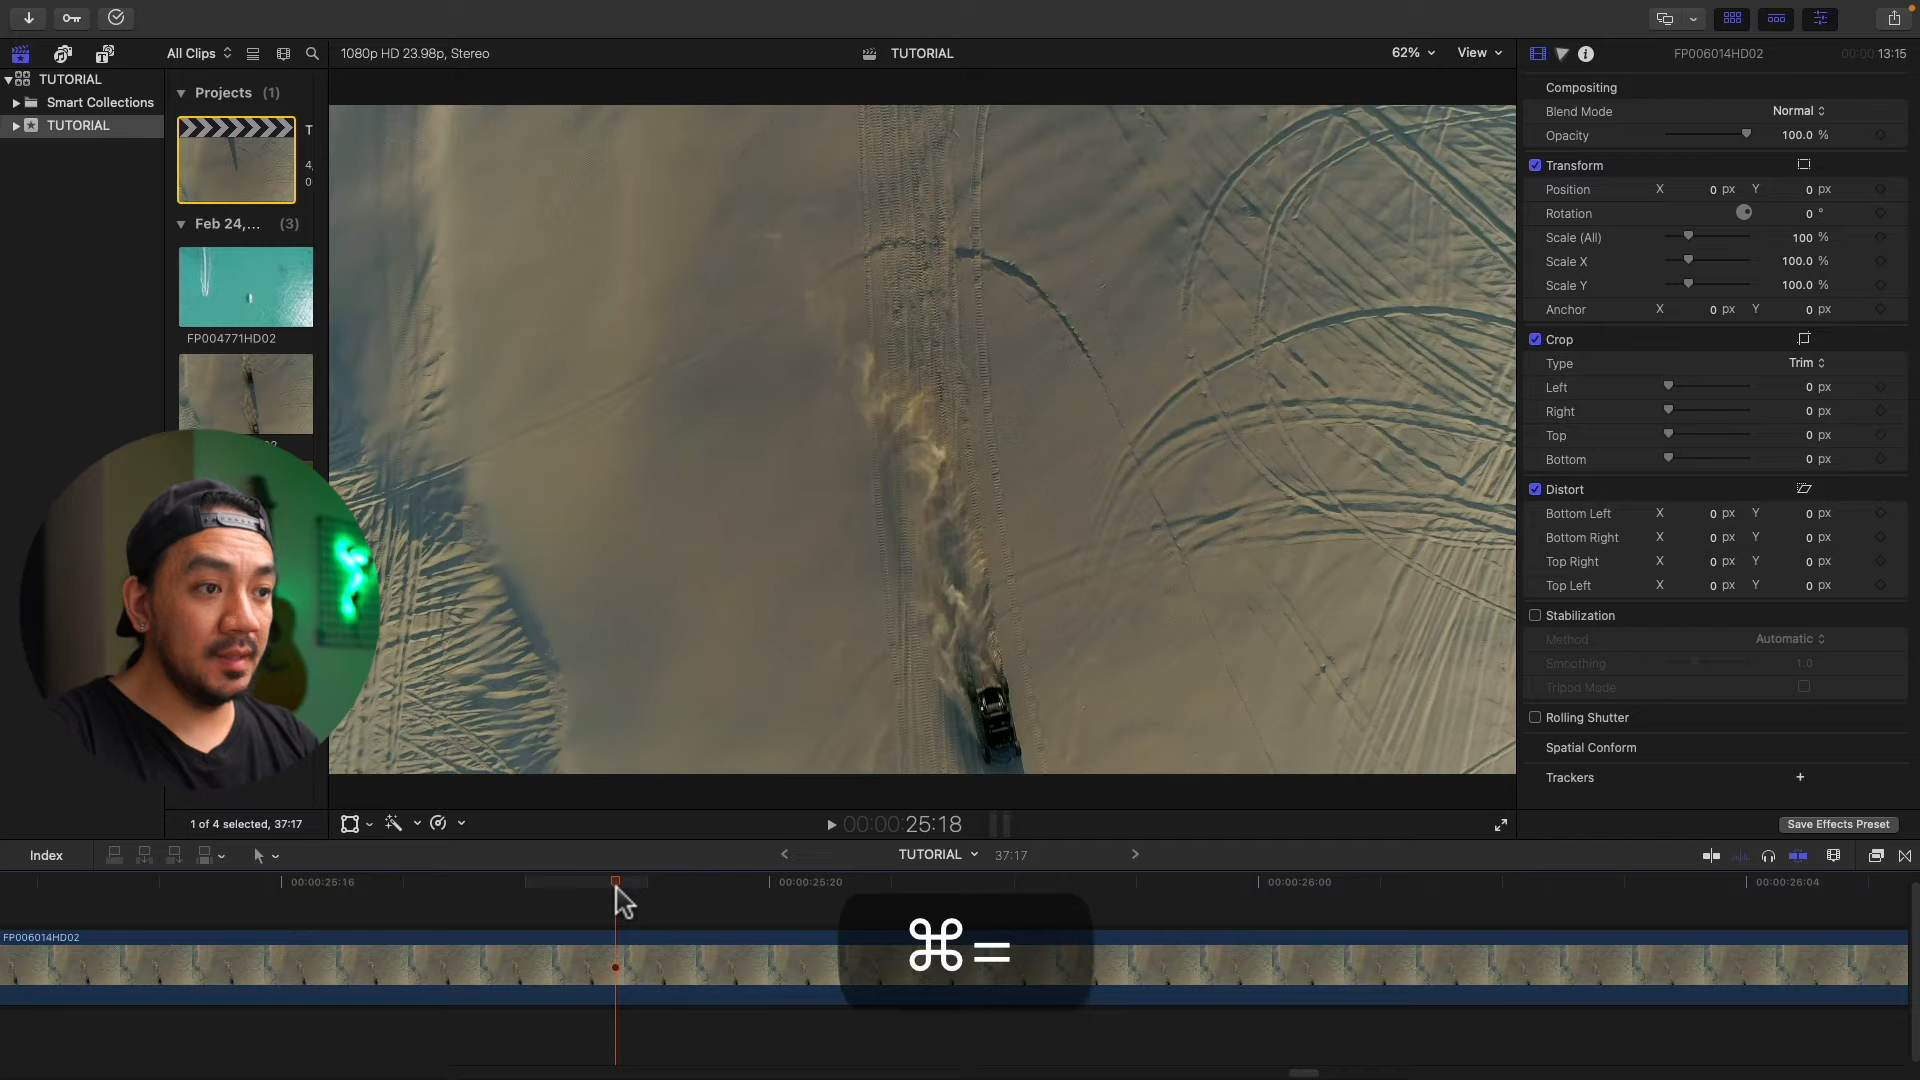 All Clips
1080p HD 23.98p, Stereo
TUTORIAL
62%
View
FP006014HD02
00:00:13:15
TUTORIAL
Smart Collections
TUTORIAL
Projects (1)
T
4,
0
Feb 24,... (3)
FP004771HD02
1 of 4 selected, 37:17
Compositing
Blend Mode Normal
Opacity 100.0 %
Transform
Position X 0 px Y 0 px
Rotation 0 °
Scale (All) 100 %
Scale X 100.0 %
Scale Y 100.0 %
Anchor X 0 px Y 0 px
Crop
Type Trim
Left 0 px
Right 0 px
Top 0 px
Bottom 0 px
Distort
Bottom Left X 0 px Y 0 px
Bottom Right X 0 px Y 0 px
Top Right X 0 px Y 0 px
Top Left X 0 px Y 0 px
Stabilization
Method Automatic
Smoothing 1.0
Tripod Mode
Rolling Shutter
Spatial Conform
Trackers +
Save Effects Preset
00:00:25:18
Index
TUTORIAL 37:17
00:00:25:16
00:00:25:20
00:00:26:00
00:00:26:04
FP006014HD02
⌘=